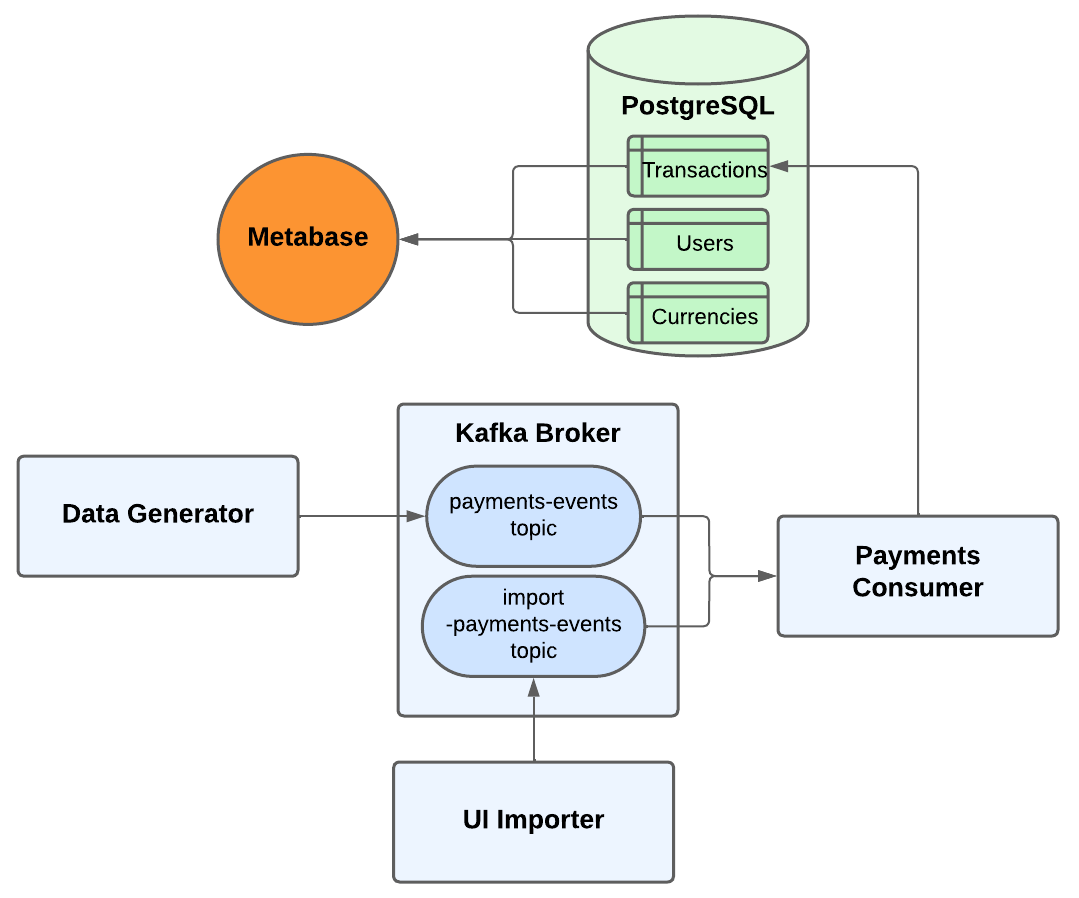 PostgreSQL
Transactions
Users
Currencies
Metabase
Kafka Broker
payments-events
topic
import
-payments-events
topic
Data Generator
Payments
Consumer
UI Importer